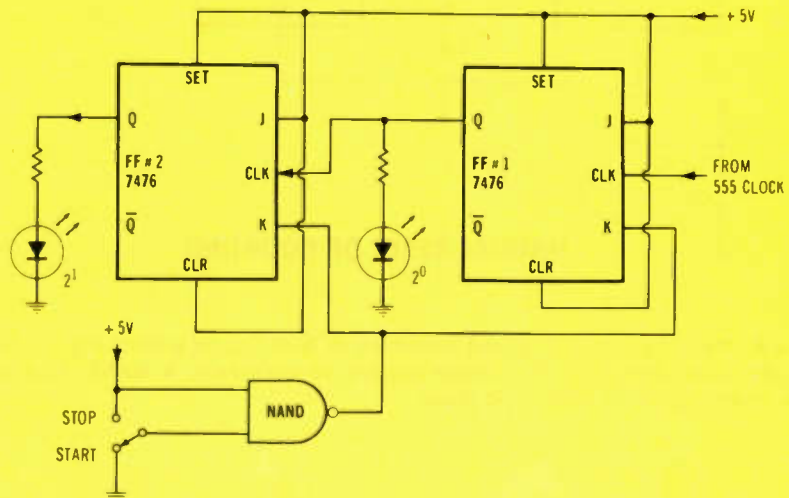 + 5V
SET
SET
Q
J
Q
J
FF # 2
7476
CLK
FF # 1
7476
CLK
FROM
555 CLOCK
Q̅
K
Q̅
K
CLR
2¹
CLR
2⁰
+ 5V
STOP
NAND
START